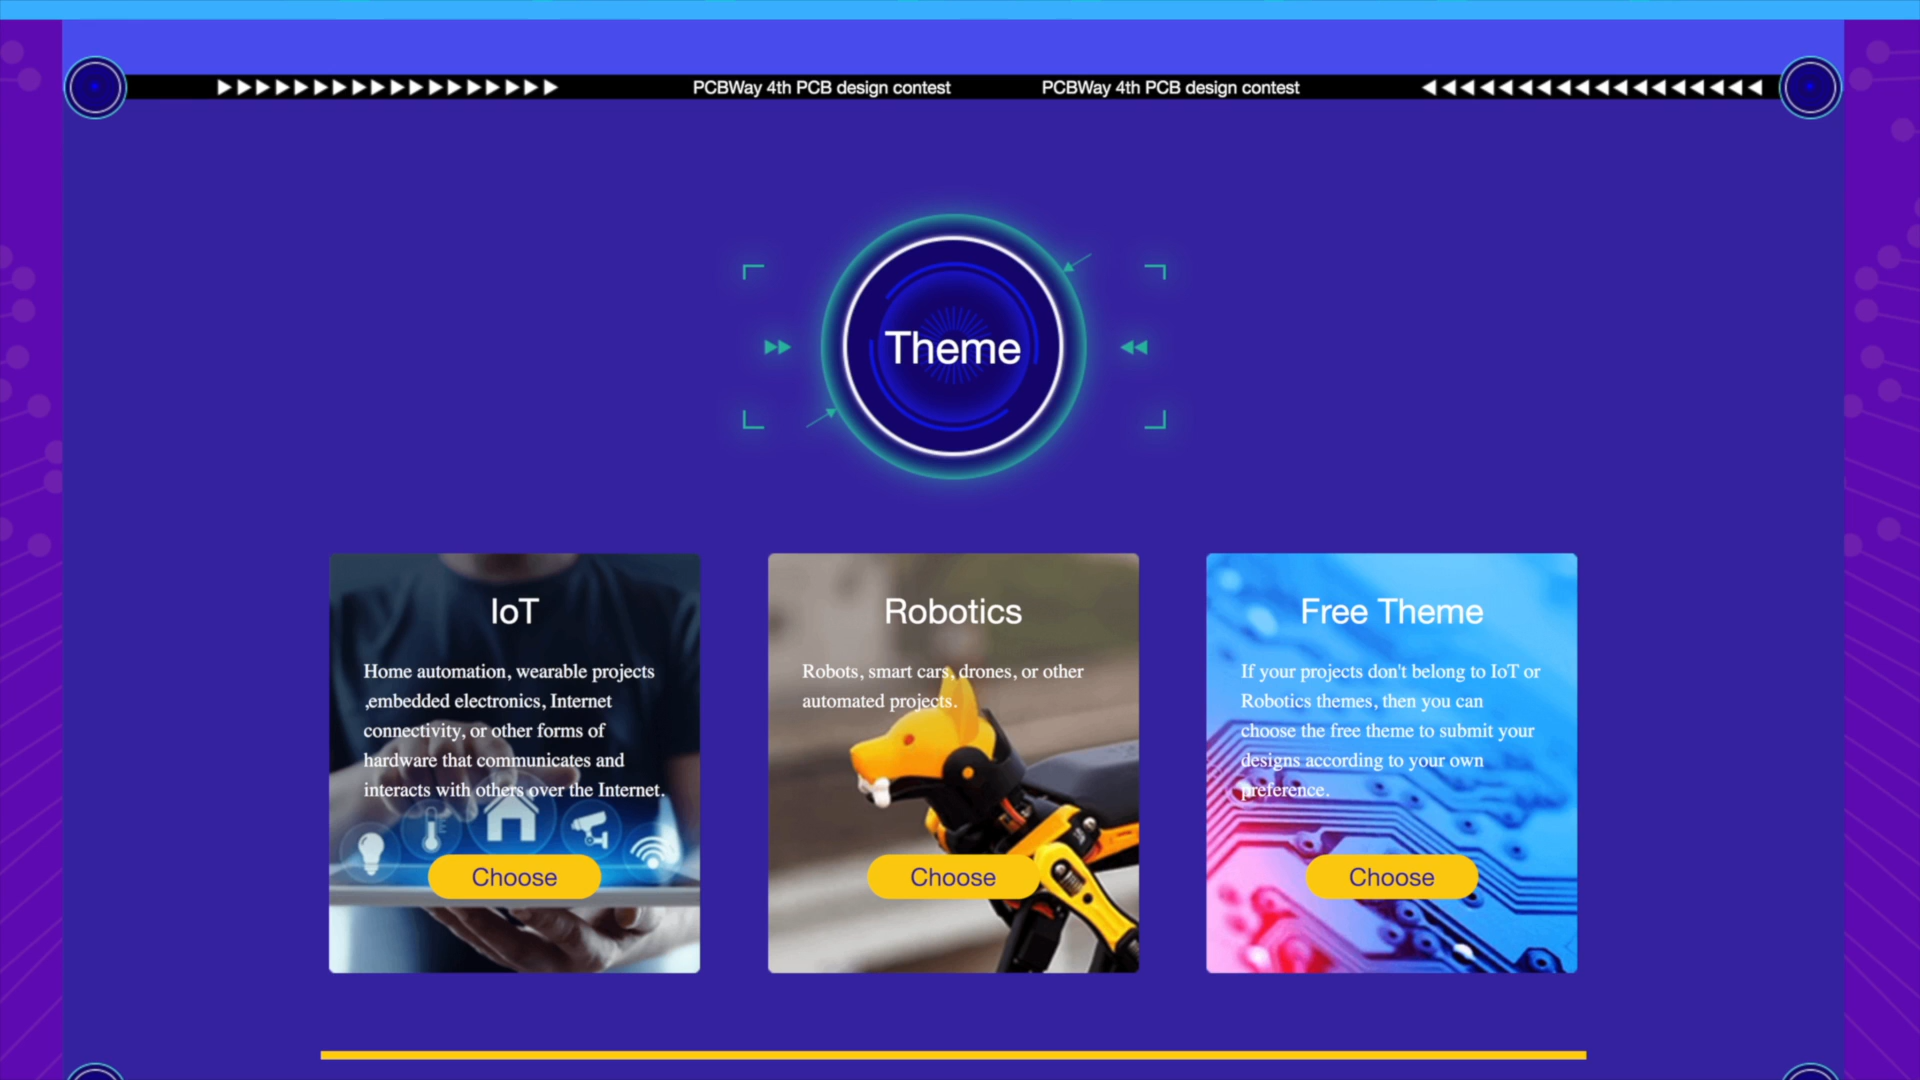 PCBWay 4th PCB design contest PCBWay 4th PCB design contest
Theme
IoT
Home automation, wearable projects
,embedded electronics, Internet
connectivity, or other forms of
hardware that communicates and
interacts with others over the Internet.
Choose
Robotics
Robots, smart cars, drones, or other
automated projects.
Choose
Free Theme
If your projects don't belong to IoT or
Robotics themes, then you can
choose the free theme to submit your
designs according to your own
preference.
Choose